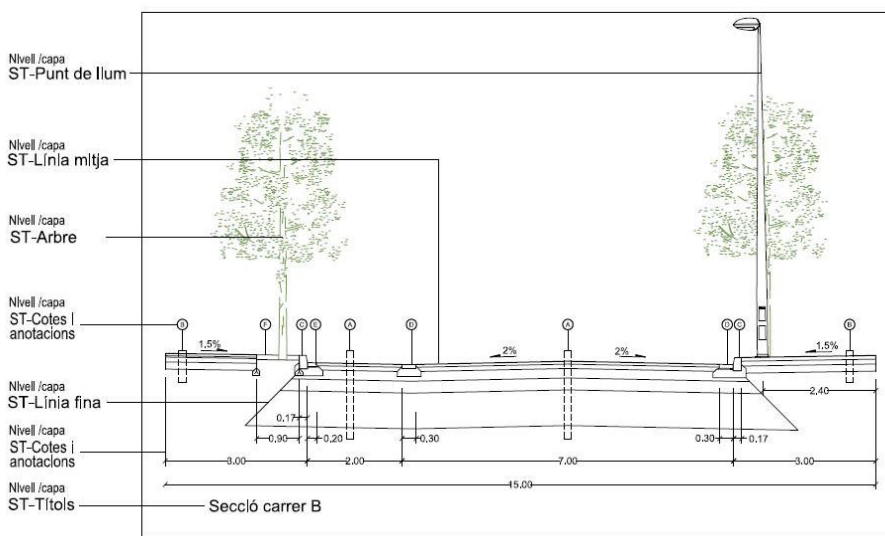 NIvell /capa
ST-Punt de llum
NIvell /capa
ST-Línia mitja
NIvell /capa
ST-Arbre
NIvell /capa
ST-Cotes i
anotacions
B F C E A D A D C B
1.5% 2% 2% 1.5%
NIvell /capa
ST-Línia fina
2.40
0.17 0.90 0.20 0.30 0.30 0.17
NIvell /capa
ST-Cotes i
anotacions
3.00 2.00 7.00 3.00
15.00
NIvell /capa
ST-Títols
Secció carrer B